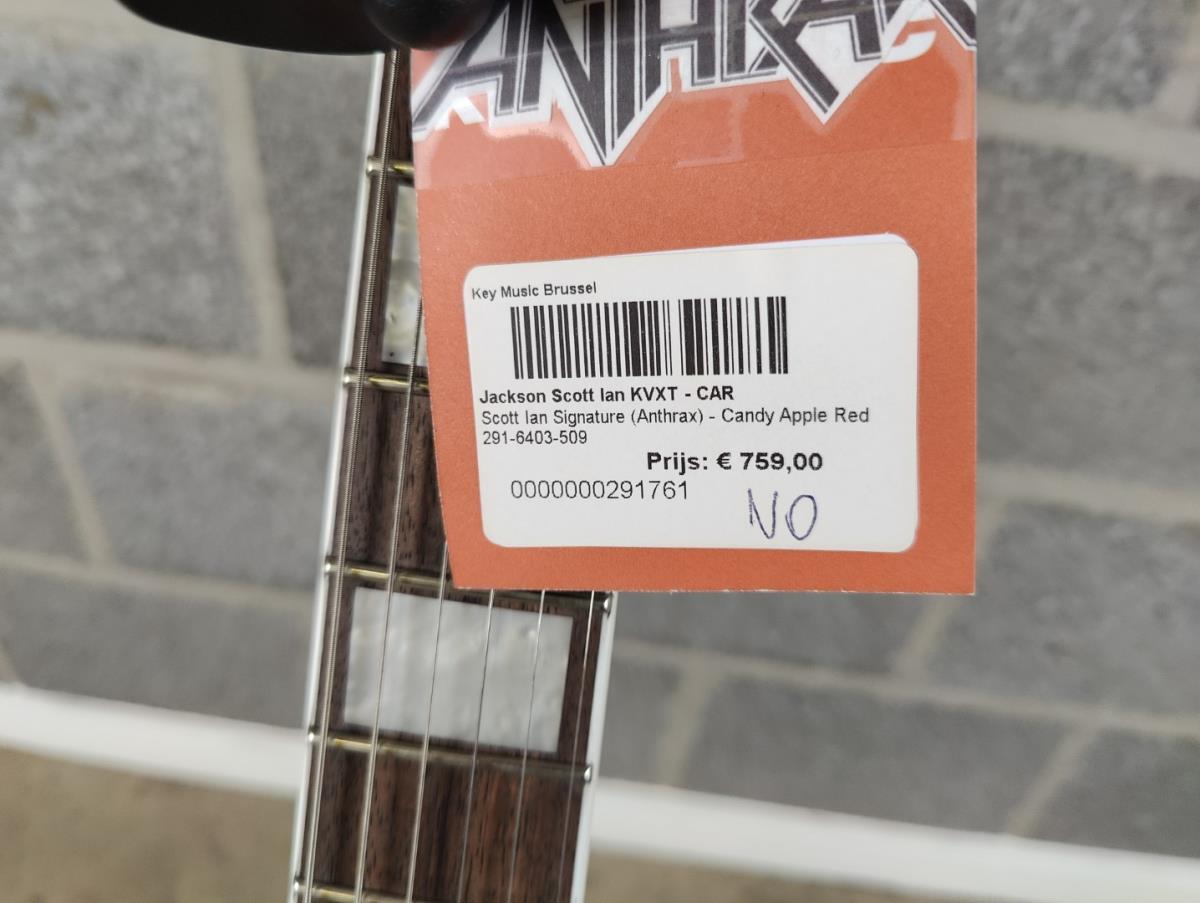 ANTHRAX
Key Music Brussel
Jackson Scott Ian KVXT - CAR
Scott Ian Signature (Anthrax) - Candy Apple Red
291-6403-509
Prijs: € 759,00
0000000291761
NO